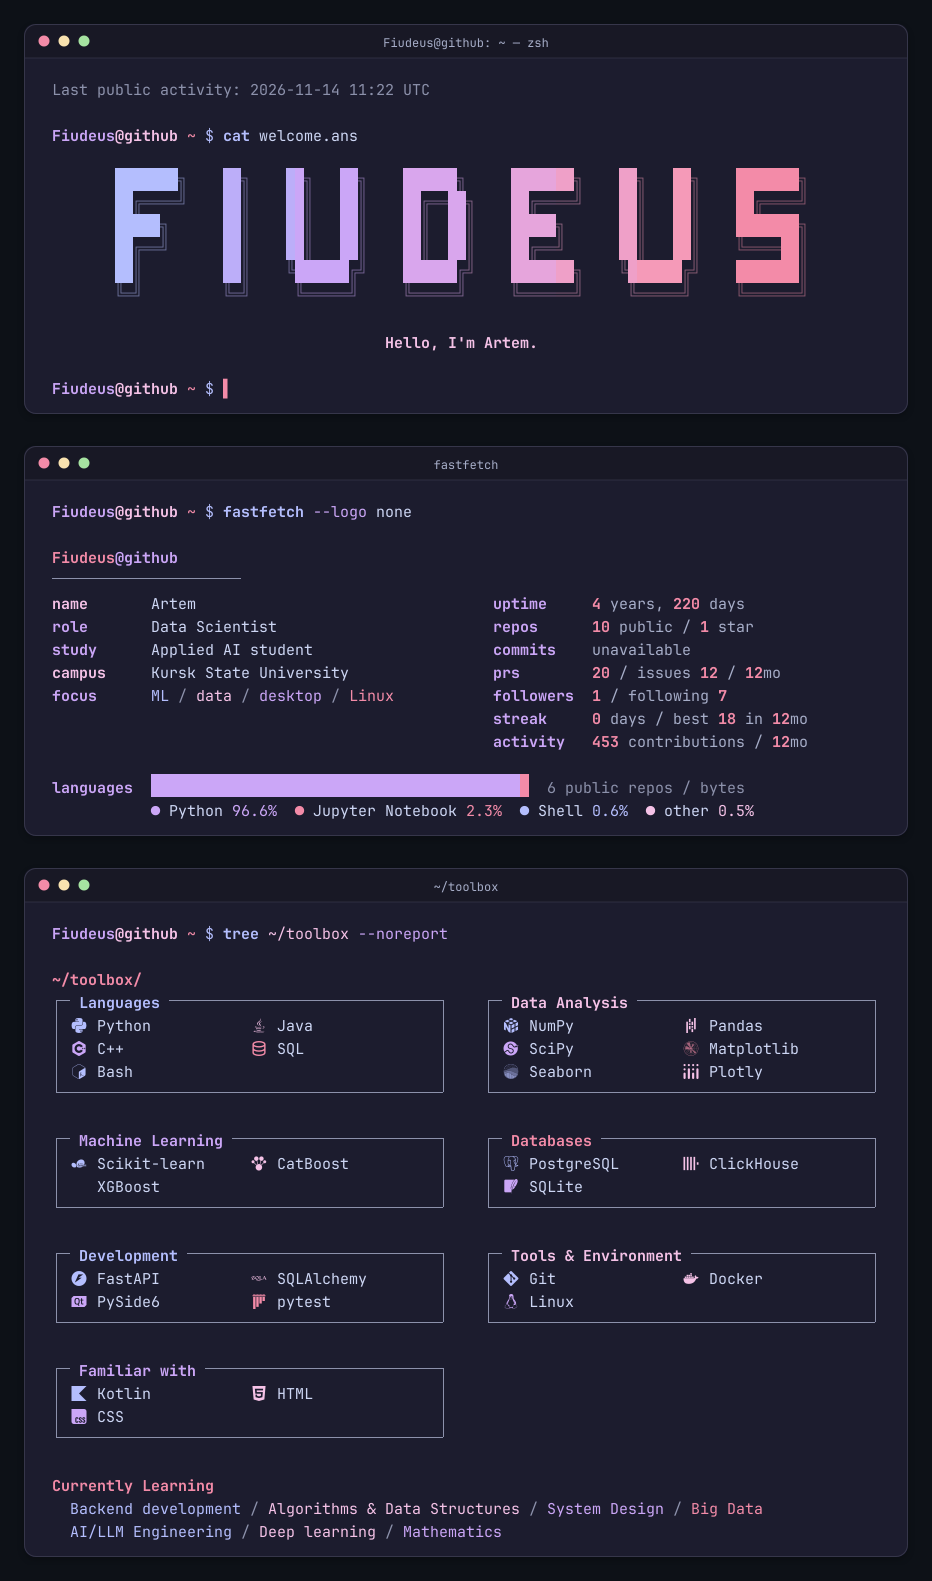 Fiudeus@github: ~ — zsh
Last public activity: 2026-11-14 11:22 UTC
Fiudeus@github ~ $ cat welcome.ans
FIUDEUS
Hello, I'm Artem.
Fiudeus@github ~ $
fastfetch
Fiudeus@github ~ $ fastfetch --logo none
Fiudeus@github
name Artem
role Data Scientist
study Applied AI student
campus Kursk State University
focus ML / data / desktop / Linux
uptime 4 years, 220 days
repos 10 public / 1 star
commits unavailable
prs 20 / issues 12 / 12mo
followers 1 / following 7
streak 0 days / best 18 in 12mo
activity 453 contributions / 12mo
languages 6 public repos / bytes
Python 96.6% Jupyter Notebook 2.3% Shell 0.6% other 0.5%
~/toolbox
Fiudeus@github ~ $ tree ~/toolbox --noreport
~/toolbox/
Languages
Python Java
C++ SQL
Bash
Data Analysis
NumPy Pandas
SciPy Matplotlib
Seaborn Plotly
Machine Learning
Scikit-learn CatBoost
XGBoost
Databases
PostgreSQL ClickHouse
SQLite
Development
FastAPI SQLAlchemy
PySide6 pytest
Tools & Environment
Git Docker
Linux
Familiar with
Kotlin HTML
CSS
Currently Learning
Backend development / Algorithms & Data Structures / System Design / Big Data
AI/LLM Engineering / Deep learning / Mathematics